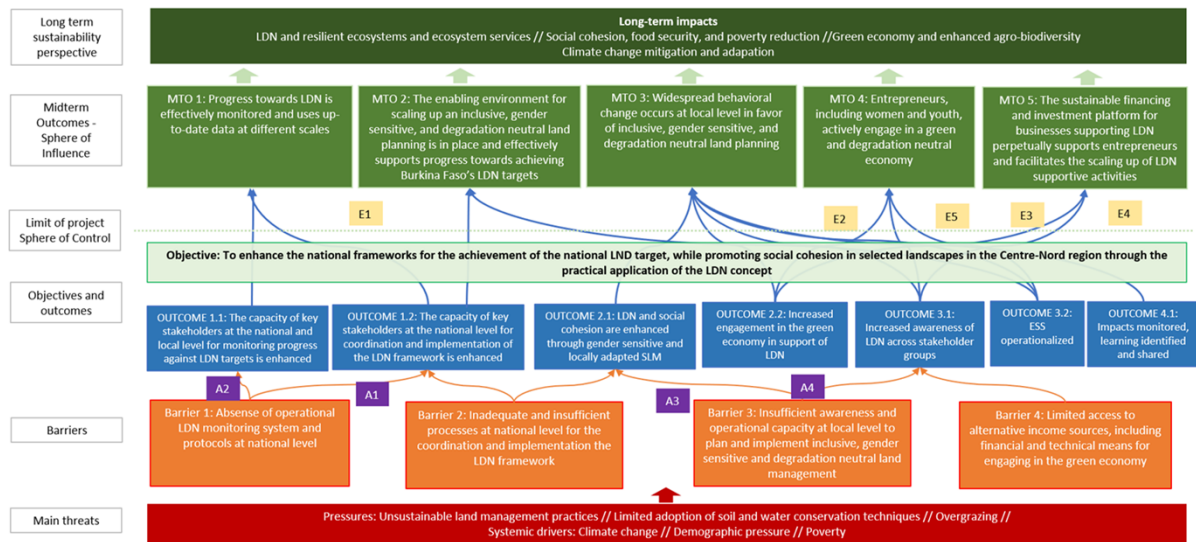 Long term
sustainability
perspective
Long-term impacts
LDN and resilient ecosystems and ecosystem services // Social cohesion, food security, and poverty reduction //Green economy and enhanced agro-biodiversity
Climate change mitigation and adapation
Midterm
Outcomes -
Sphere of
Influence
MTO 1: Progress towards LDN is
effectively monitored and uses up-
to-date data at different scales
MTO 2: The enabling environment for
scaling up an inclusive, gender
sensitive, and degradation neutral land
planning is in place and effectively
supports progress towards achieving
Burkina Faso's LDN targets
MTO 3: Widespread behavioral
change occurs at local level in favor
of inclusive, gender sensitive, and
degradation neutral land planning
MTO 4: Entrepreneurs,
including women and youth,
actively engage in a green
and degradation neutral
economy
MTO 5: The sustainable financing
and investment platform for
businesses supporting LDN
perpetually supports entrepreneurs
and facilitates the scaling up of LDN
supportive activities
Limit of project
Sphere of Control
E1
E2
E5
E3
E4
Objective: To enhance the national frameworks for the achievement of the national LND target, while promoting social cohesion in selected landscapes in the Centre-Nord region through the
practical application of the LDN concept
Objectives and
outcomes
OUTCOME 1.1: The capacity of key
stakeholders at the national and
local level for monitoring progress
against LDN targets is enhanced
OUTCOME 1.2: The capacity of key
stakeholders at the national level for
coordination and implementation of
the LDN framework is enhanced
OUTCOME 2.1: LDN and social
cohesion are enhanced
through gender sensitive and
locally adapted SLM
OUTCOME 2.2: Increased
engagement in the green
economy in support of
LDN
OUTCOME 3.1:
Increased awareness of
LDN across stakeholder
groups
OUTCOME 3.2:
ESS
operationalized
OUTCOME 4.1:
Impacts monitored,
learning identified
and shared
A2
A1
A3
A4
Barriers
Barrier 1: Absence of operational
LDN monitoring system and
protocols at national level
Barrier 2: Inadequate and insufficient
processes at national level for the
coordination and implementation the
LDN framework
Barrier 3: Insufficient awareness and
operational capacity at local level to
plan and implement inclusive, gender
sensitive and degradation neutral land
management
Barrier 4: Limited access to
alternative income sources, including
financial and technical means for
engaging in the green economy
Main threats
Pressures: Unsustainable land management practices // Limited adoption of soil and water conservation techniques // Overgrazing //
Systemic drivers: Climate change // Demographic pressure // Poverty